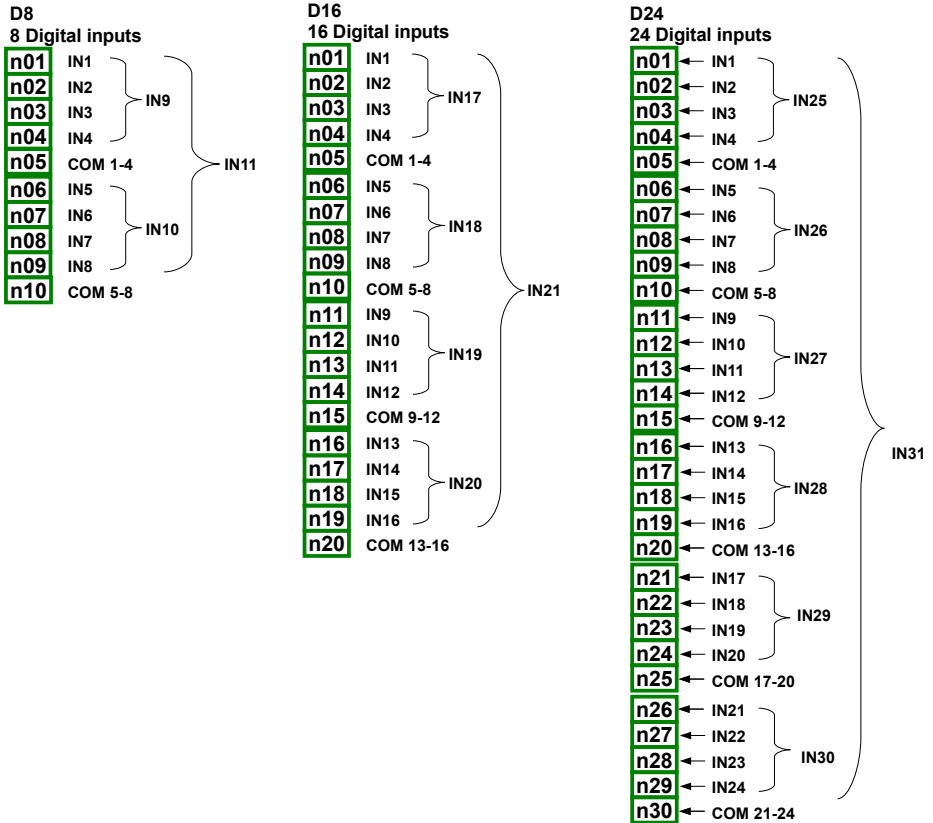 D8
8 Digital inputs
n01 IN1
n02 IN2
n03 IN3
n04 IN4
n05 COM 1-4
n06 IN5
n07 IN6
n08 IN7
n09 IN8
n10 COM 5-8
IN9
IN10
IN11
D16
16 Digital inputs
n01 IN1
n02 IN2
n03 IN3
n04 IN4
n05 COM 1-4
n06 IN5
n07 IN6
n08 IN7
n09 IN8
n10 COM 5-8
n11 IN9
n12 IN10
n13 IN11
n14 IN12
n15 COM 9-12
n16 IN13
n17 IN14
n18 IN15
n19 IN16
n20 COM 13-16
IN17
IN18
IN19
IN20
IN21
D24
24 Digital inputs
n01 IN1
n02 IN2
n03 IN3
n04 IN4
n05 COM 1-4
n06 IN5
n07 IN6
n08 IN7
n09 IN8
n10 COM 5-8
n11 IN9
n12 IN10
n13 IN11
n14 IN12
n15 COM 9-12
n16 IN13
n17 IN14
n18 IN15
n19 IN16
n20 COM 13-16
n21 IN17
n22 IN18
n23 IN19
n24 IN20
n25 COM 17-20
n26 IN21
n27 IN22
n28 IN23
n29 IN24
n30 COM 21-24
IN25
IN26
IN27
IN28
IN29
IN30
IN31